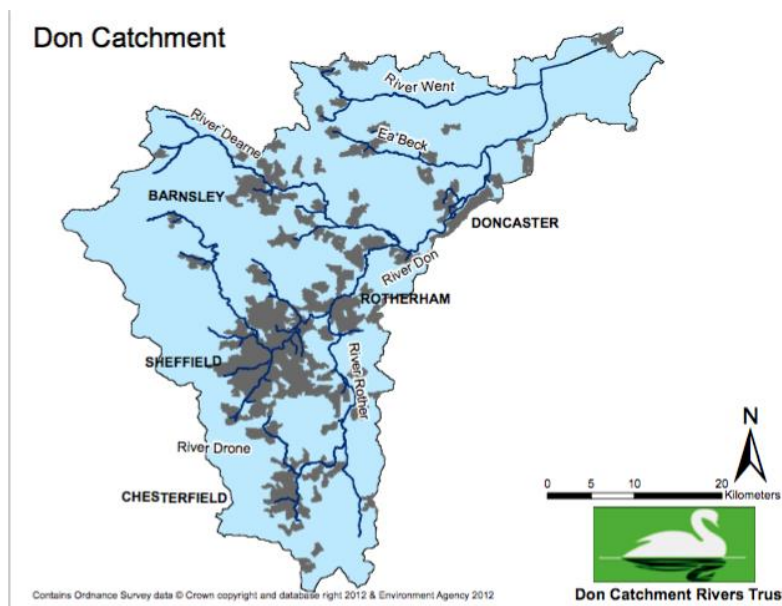 Don Catchment
River Went
Ea Beck
River Dearne
BARNSLEY
DONCASTER
River Don
ROTHERHAM
SHEFFIELD
River Rother
River Drone
CHESTERFIELD
N
0 5 10 20
Kilometers
Don Catchment Rivers Trus
Contains Ordnance Survey data © Crown copyright and database right 2012 & Environment Agency 2012